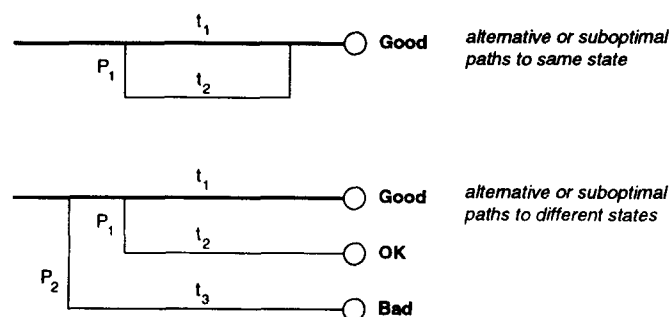 t1
Good
alternative or suboptimal
paths to same state
P1
t2
t1
Good
alternative or suboptimal
paths to different states
P1
t2
OK
P2
t3
Bad